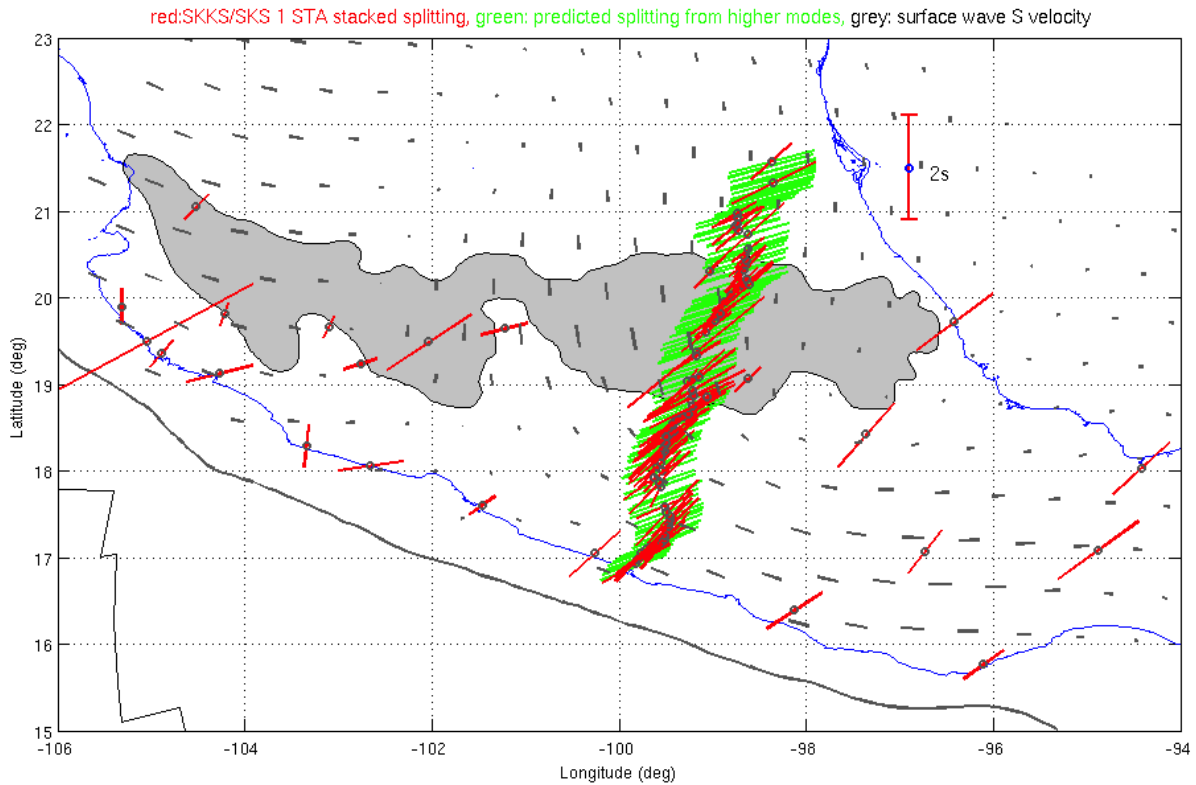 red:SKKS/SKS 1 STA stacked splitting, green: predicted splitting from higher modes, grey: surface wave S velocity
23
22
21
20
19
18
17
16
15
Latitude (deg)
2s
-106 -104 -102 -100 -98 -96 -94
Longitude (deg)